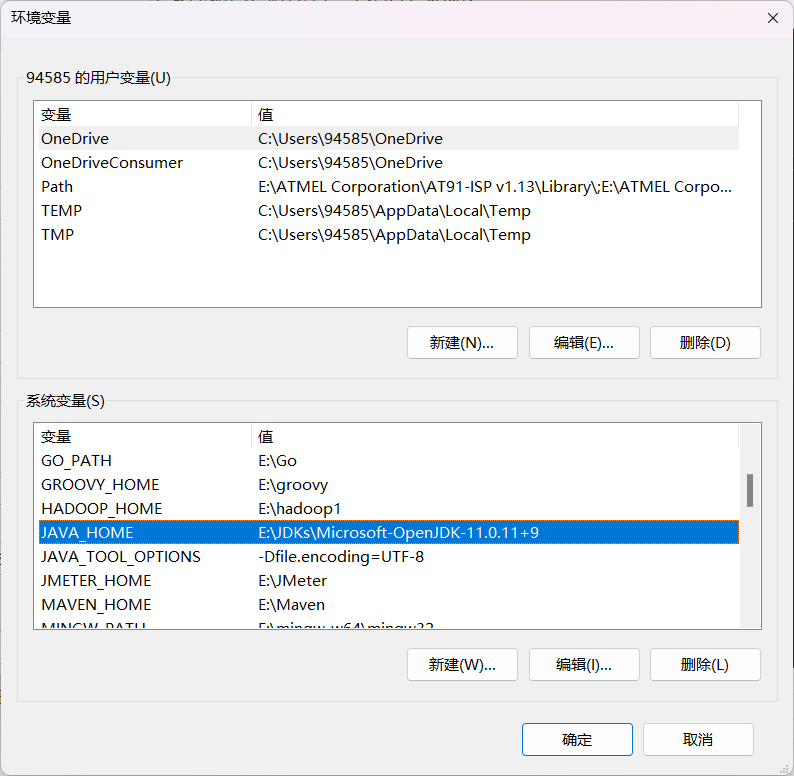 环境变量
94585 的用户变量(U)
变量 值
OneDrive C:\Users\94585\OneDrive
OneDriveConsumer C:\Users\94585\OneDrive
Path E:\ATMEL Corporation\AT91-ISP v1.13\Library\;E:\ATMEL Corpo...
TEMP C:\Users\94585\AppData\Local\Temp
TMP C:\Users\94585\AppData\Local\Temp
新建(N)... 编辑(E)... 删除(D)
系统变量(S)
变量 值
GO_PATH E:\Go
GROOVY_HOME E:\groovy
HADOOP_HOME E:\hadoop1
JAVA_HOME E:\JDKs\Microsoft-OpenJDK-11.0.11+9
JAVA_TOOL_OPTIONS -Dfile.encoding=UTF-8
JMETER_HOME E:\JMeter
MAVEN_HOME E:\Maven
MINGW_PATH E:\mingw-w64\mingw32
新建(W)... 编辑(I)... 删除(L)
确定 取消